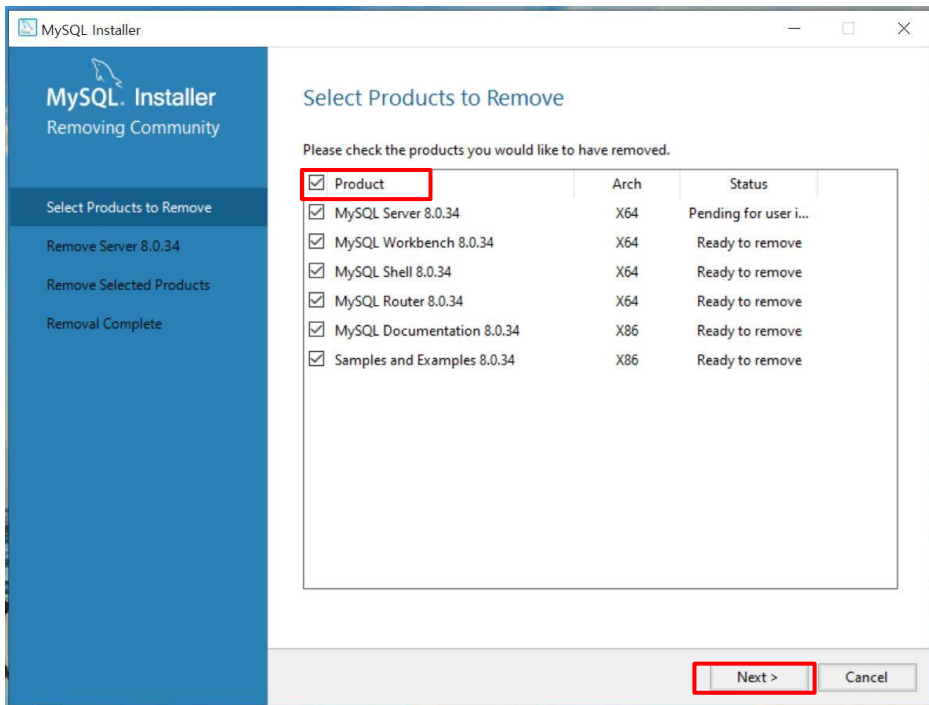 MySQL Installer
MySQL. Installer
Removing Community
Select Products to Remove
Remove Server 8.0.34
Remove Selected Products
Removal Complete
Select Products to Remove
Please check the products you would like to have removed.
Product Arch Status
MySQL Server 8.0.34 X64 Pending for user i...
MySQL Workbench 8.0.34 X64 Ready to remove
MySQL Shell 8.0.34 X64 Ready to remove
MySQL Router 8.0.34 X64 Ready to remove
MySQL Documentation 8.0.34 X86 Ready to remove
Samples and Examples 8.0.34 X86 Ready to remove
Next > Cancel